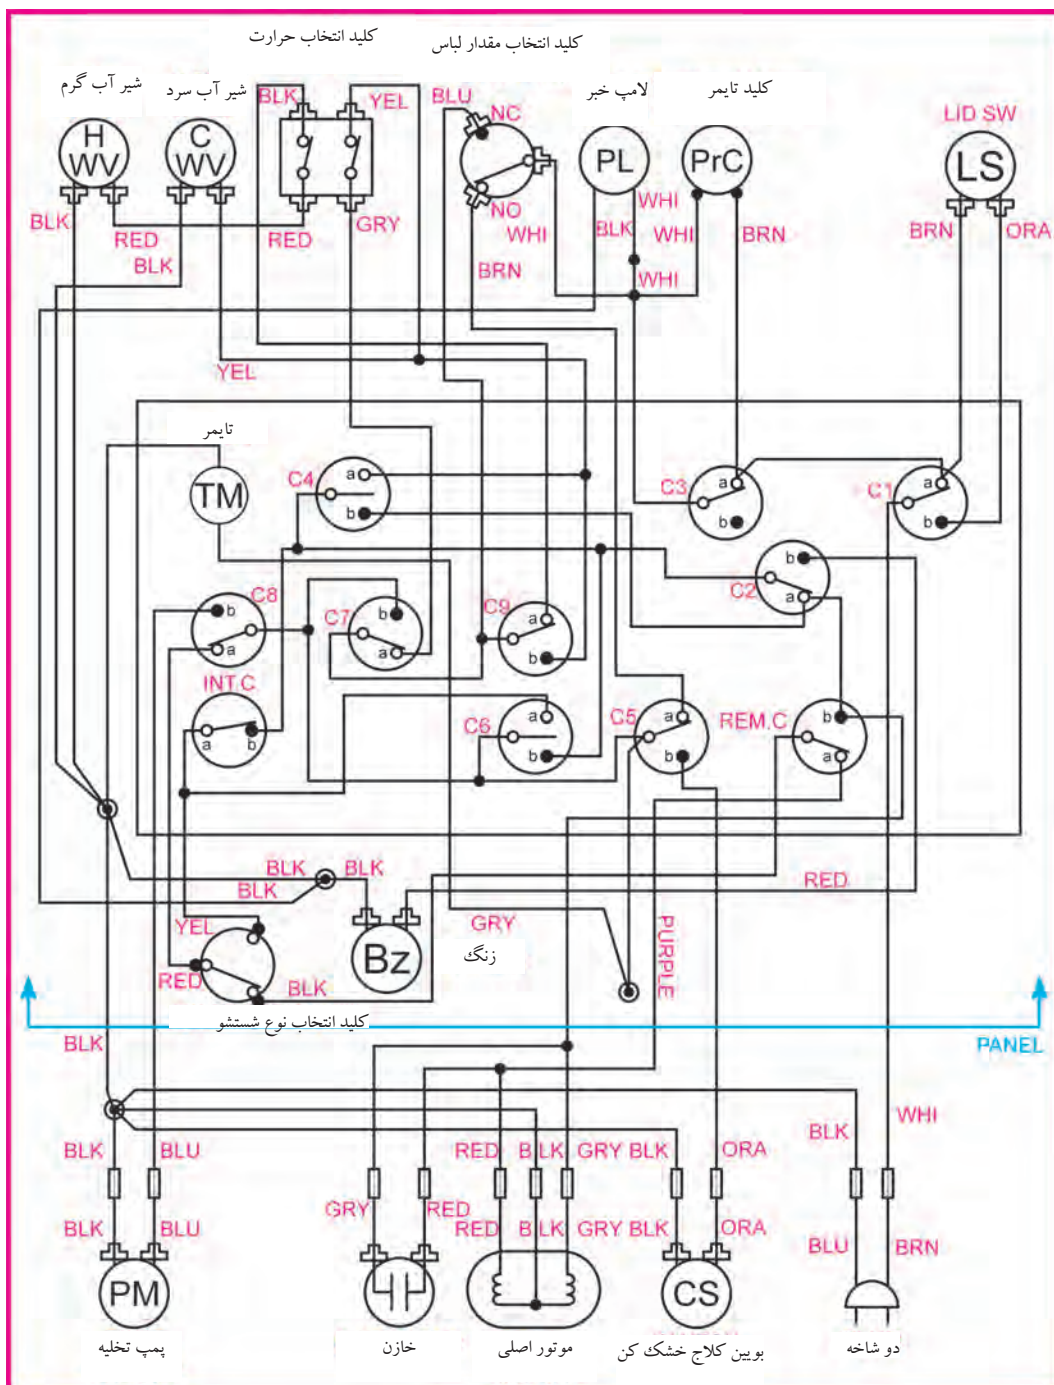 کلید انتخاب حرارت
کلید انتخاب مقدار لباس
شیر آب گرم
شیر آب سرد
لامپ خبر
کلید تایمر
BLK
YEL
BLU
NC
LID SW
H
WV
C
WV
PL
PrC
LS
BLK
RED
BLK
RED
GRY
NO
WHI
BRN
BLK
WHI
WHI
WHI
BRN
BRN
ORA
YEL
تایمر
TM
C4
a
b
C3
a
b
C1
a
b
C2
b
a
C8
b
a
C7
b
a
C9
a
b
INT.C
a
b
C6
a
b
C5
a
b
REM.C
b
a
BLK
BLK
BLK
RED
YEL
RED
BLK
Bz
زنگ
GRY
PURPLE
کلید انتخاب نوع شستشو
PANEL
BLK
BLK
BLU
RED
BLK
GRY
BLK
ORA
BLK
WHI
GRY
RED
BLK
BLU
RED
BLK
GRY
BLK
ORA
BLU
BRN
PM
CS
پمپ تخلیه
خازن
موتور اصلی
بوبین کلاج خشک کن
دو شاخه